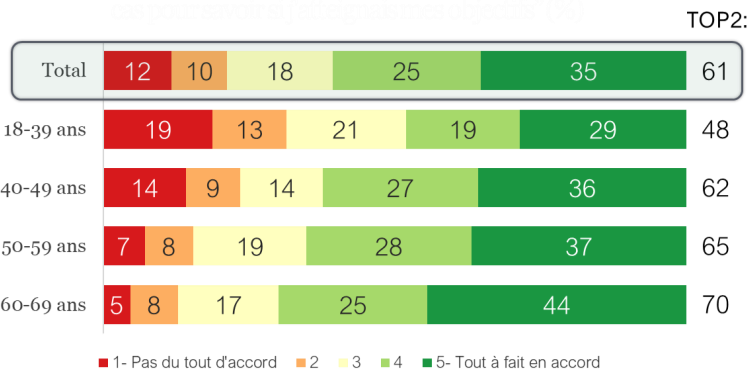 TOP2:
Total 12 10 18 25 35 61
18-39 ans 19 13 21 19 29 48
40-49 ans 14 9 14 27 36 62
50-59 ans 7 8 19 28 37 65
60-69 ans 5 8 17 25 44 70
1- Pas du tout d'accord 2 3 4 5- Tout à fait en accord